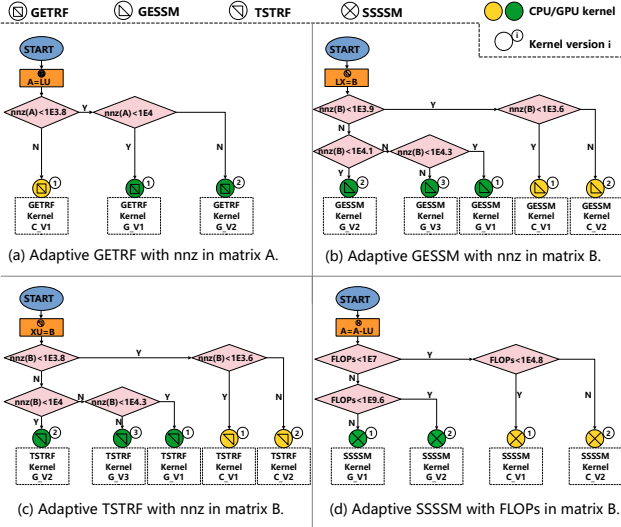 GETRF GESSM TSTRF SSSSM CPU/GPU kernel
i Kernel version i
START
A=LU
nnz(A)<1E3.8 Y nnz(A)<1E4
N Y N
1 1 2
GETRF Kernel C_V1
GETRF Kernel G_V1
GETRF Kernel G_V2
(a) Adaptive GETRF with nnz in matrix A.
START
LX=B
nnz(B)<1E3.9 Y nnz(B)<1E3.6
N
nnz(B)<1E4.1 N nnz(B)<1E4.3
Y N Y Y N
2 3 1 1 2
GESSM Kernel G_V2
GESSM Kernel G_V3
GESSM Kernel G_V1
GESSM Kernel C_V1
GESSM Kernel C_V2
(b) Adaptive GESSM with nnz in matrix B.
START
XU=B
nnz(B)<1E3.8 Y nnz(B)<1E3.6
N
nnz(B)<1E4 N nnz(B)<1E4.3
Y N Y Y N
2 3 1 1 2
TSTRF Kernel G_V2
TSTRF Kernel G_V3
TSTRF Kernel G_V1
TSTRF Kernel C_V1
TSTRF Kernel C_V2
(c) Adaptive TSTRF with nnz in matrix B.
START
A=A-LU
FLOPs<1E7 Y FLOPs<1E4.8
N
FLOPs<1E9.6 Y
N Y N
1 2 1 2
SSSSM Kernel G_V1
SSSSM Kernel G_V2
SSSSM Kernel C_V1
SSSSM Kernel C_V2
(d) Adaptive SSSSM with FLOPs in matrix B.